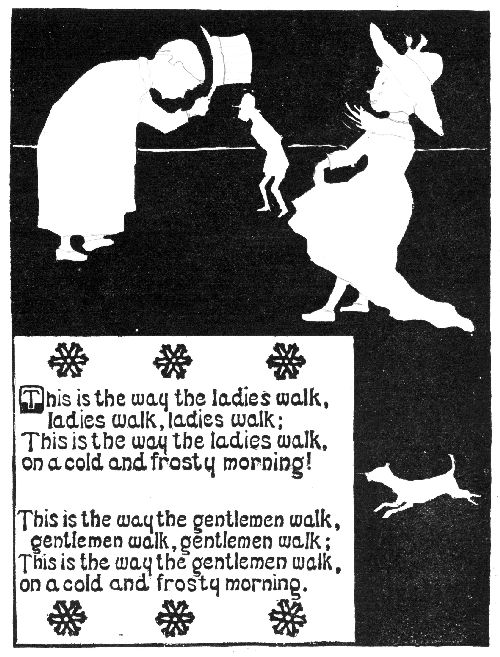 This is the way the ladies walk,
ladies walk, ladies walk;
This is the way the ladies walk,
on a cold and frosty morning!
This is the way the gentlemen walk,
gentlemen walk, gentlemen walk;
This is the way the gentlemen walk,
on a cold and frosty morning.